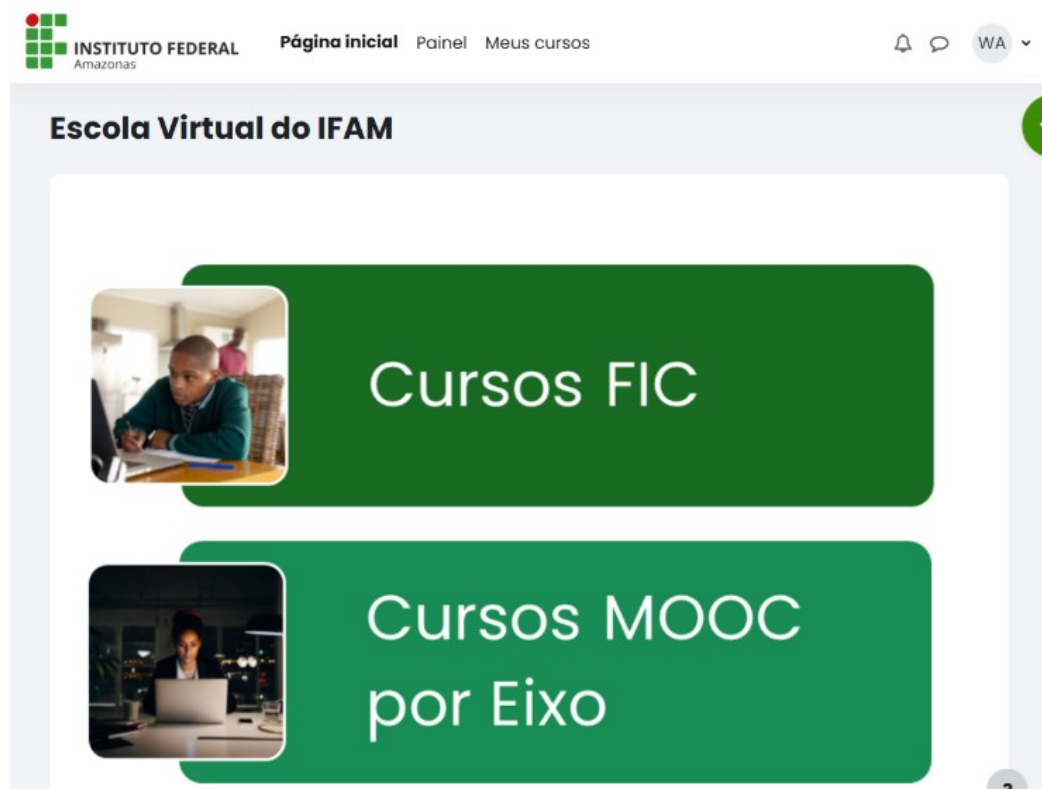 INSTITUTO FEDERAL
Amazonas
Página inicial Painel Meus cursos
WA
Escola Virtual do IFAM
Cursos FIC
Cursos MOOC
por Eixo